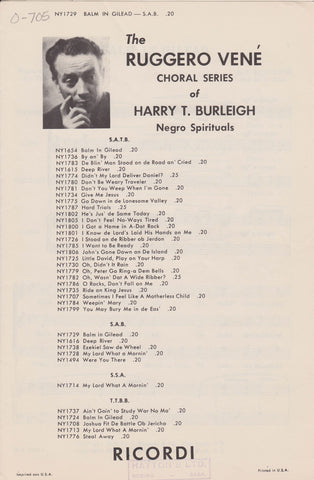 O-705
NY1729 BALM IN GILEAD — S.A.B. .20
The
RUGGERO VENÉ
CHORAL SERIES
of
HARRY T. BURLEIGH
Negro Spirituals
S.A.T.B.
NY1654 Balm In Gilead .20
NY1736 By an' By .20
NY1783 De Blin' Man Stood on de Road an' Cried .20
NY1615 Deep River .20
NY1774 Didn't My Lord Deliver Daniel? .25
NY1780 Don't Be Weary Traveler .20
NY1781 Don't You Weep When I'm Gone .20
NY1734 Give Me Jesus .20
NY1775 Go Down in de Lonesome Valley .20
NY1787 Hard Trials .25
NY1802 He's Jus' de Same Today .20
NY1805 I Don't Feel No-Ways Tired .20
NY1800 I Got a Home in A-Dat Rock .20
NY1801 I Know de Lord's Laid His Hands on Me .20
NY1726 I Stood on de Ribber ob Jerdon .20
NY1785 I Want to Be Ready .20
NY1806 John's Gone Down on De Island .20
NY1725 Little David, Play on Your Harp .20
NY1730 Oh, Didn't It Rain .20
NY1779 Oh, Peter Go Ring-a Dem Bells .20
NY1782 Oh, Wasn' Dat A Wide Ribber? .25
NY1786 O Rocks, Don't Fall on Me .20
NY1735 Ride on King Jesus .20
NY1707 Sometimes I Feel Like A Motherless Child .20
NY1784 Weepin' Mary .20
NY1799 You May Bury Me in de Eas' .20
S.A.B.
NY1729 Balm in Gilead .20
NY1616 Deep River .20
NY1738 Ezekiel Saw de Wheel .20
NY1728 My Lord What a Mornin' .20
NY1494 Were You There .20
S.S.A.
NY1714 My Lord What A Mornin' .20
T.T.B.B.
NY1737 Ain't Goin' to Study War No Mo' .20
NY1724 Balm In Gilead .20
NY1708 Joshua Fit De Battle Ob Jericho .20
NY1713 My Lord What A Mornin' .20
NY1776 Steal Away .20
RICORDI
Imprimé aux U.S.A.
Printed in U.S.A.